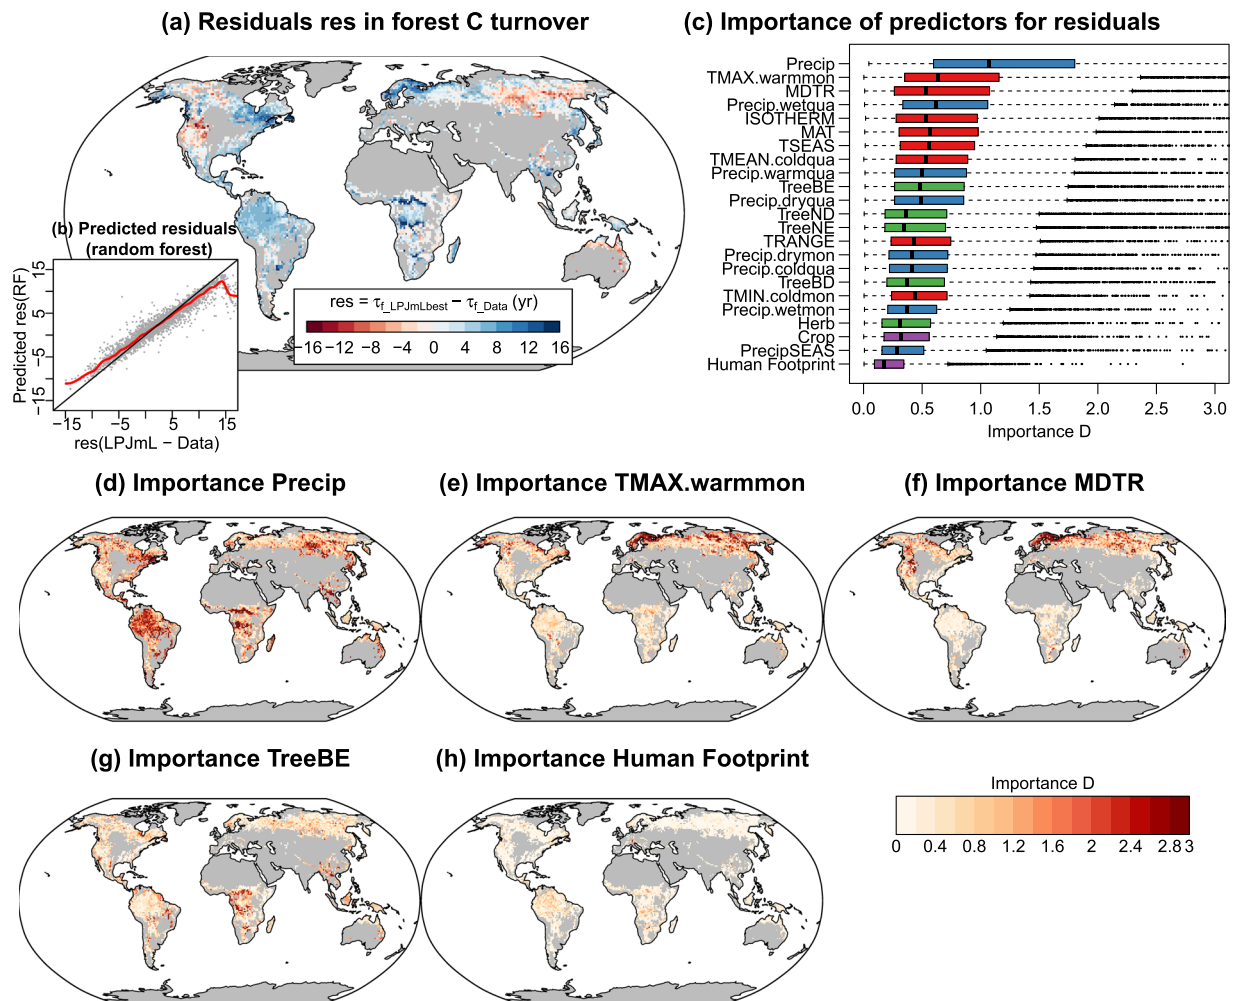 (a) Residuals res in forest C turnover
res = τf_LPJmLbest − τf_Data (yr)
−16 −12 −8 −4 0 4 8 12 16
(b) Predicted residuals
(random forest)
Predicted res(RF)
15
5
−5
−15
−15 −5 5 15
res(LPJmL − Data)
(c) Importance of predictors for residuals
Precip
TMAX.warmmon
MDTR
Precip.wetqua
ISOTHERM
MAT
TSEAS
TMEAN.coldqua
Precip.warmqua
TreeBE
Precip.dryqua
TreeND
TreeNE
TRANGE
Precip.drymon
Precip.coldqua
TreeBD
TMIN.coldmon
Precip.wetmon
Herb
Crop
PrecipSEAS
Human Footprint
0.0 0.5 1.0 1.5 2.0 2.5 3.0
Importance D
(d) Importance Precip
(e) Importance TMAX.warmmon
(f) Importance MDTR
(g) Importance TreeBE
(h) Importance Human Footprint
Importance D
0 0.4 0.8 1.2 1.6 2 2.4 2.8 3